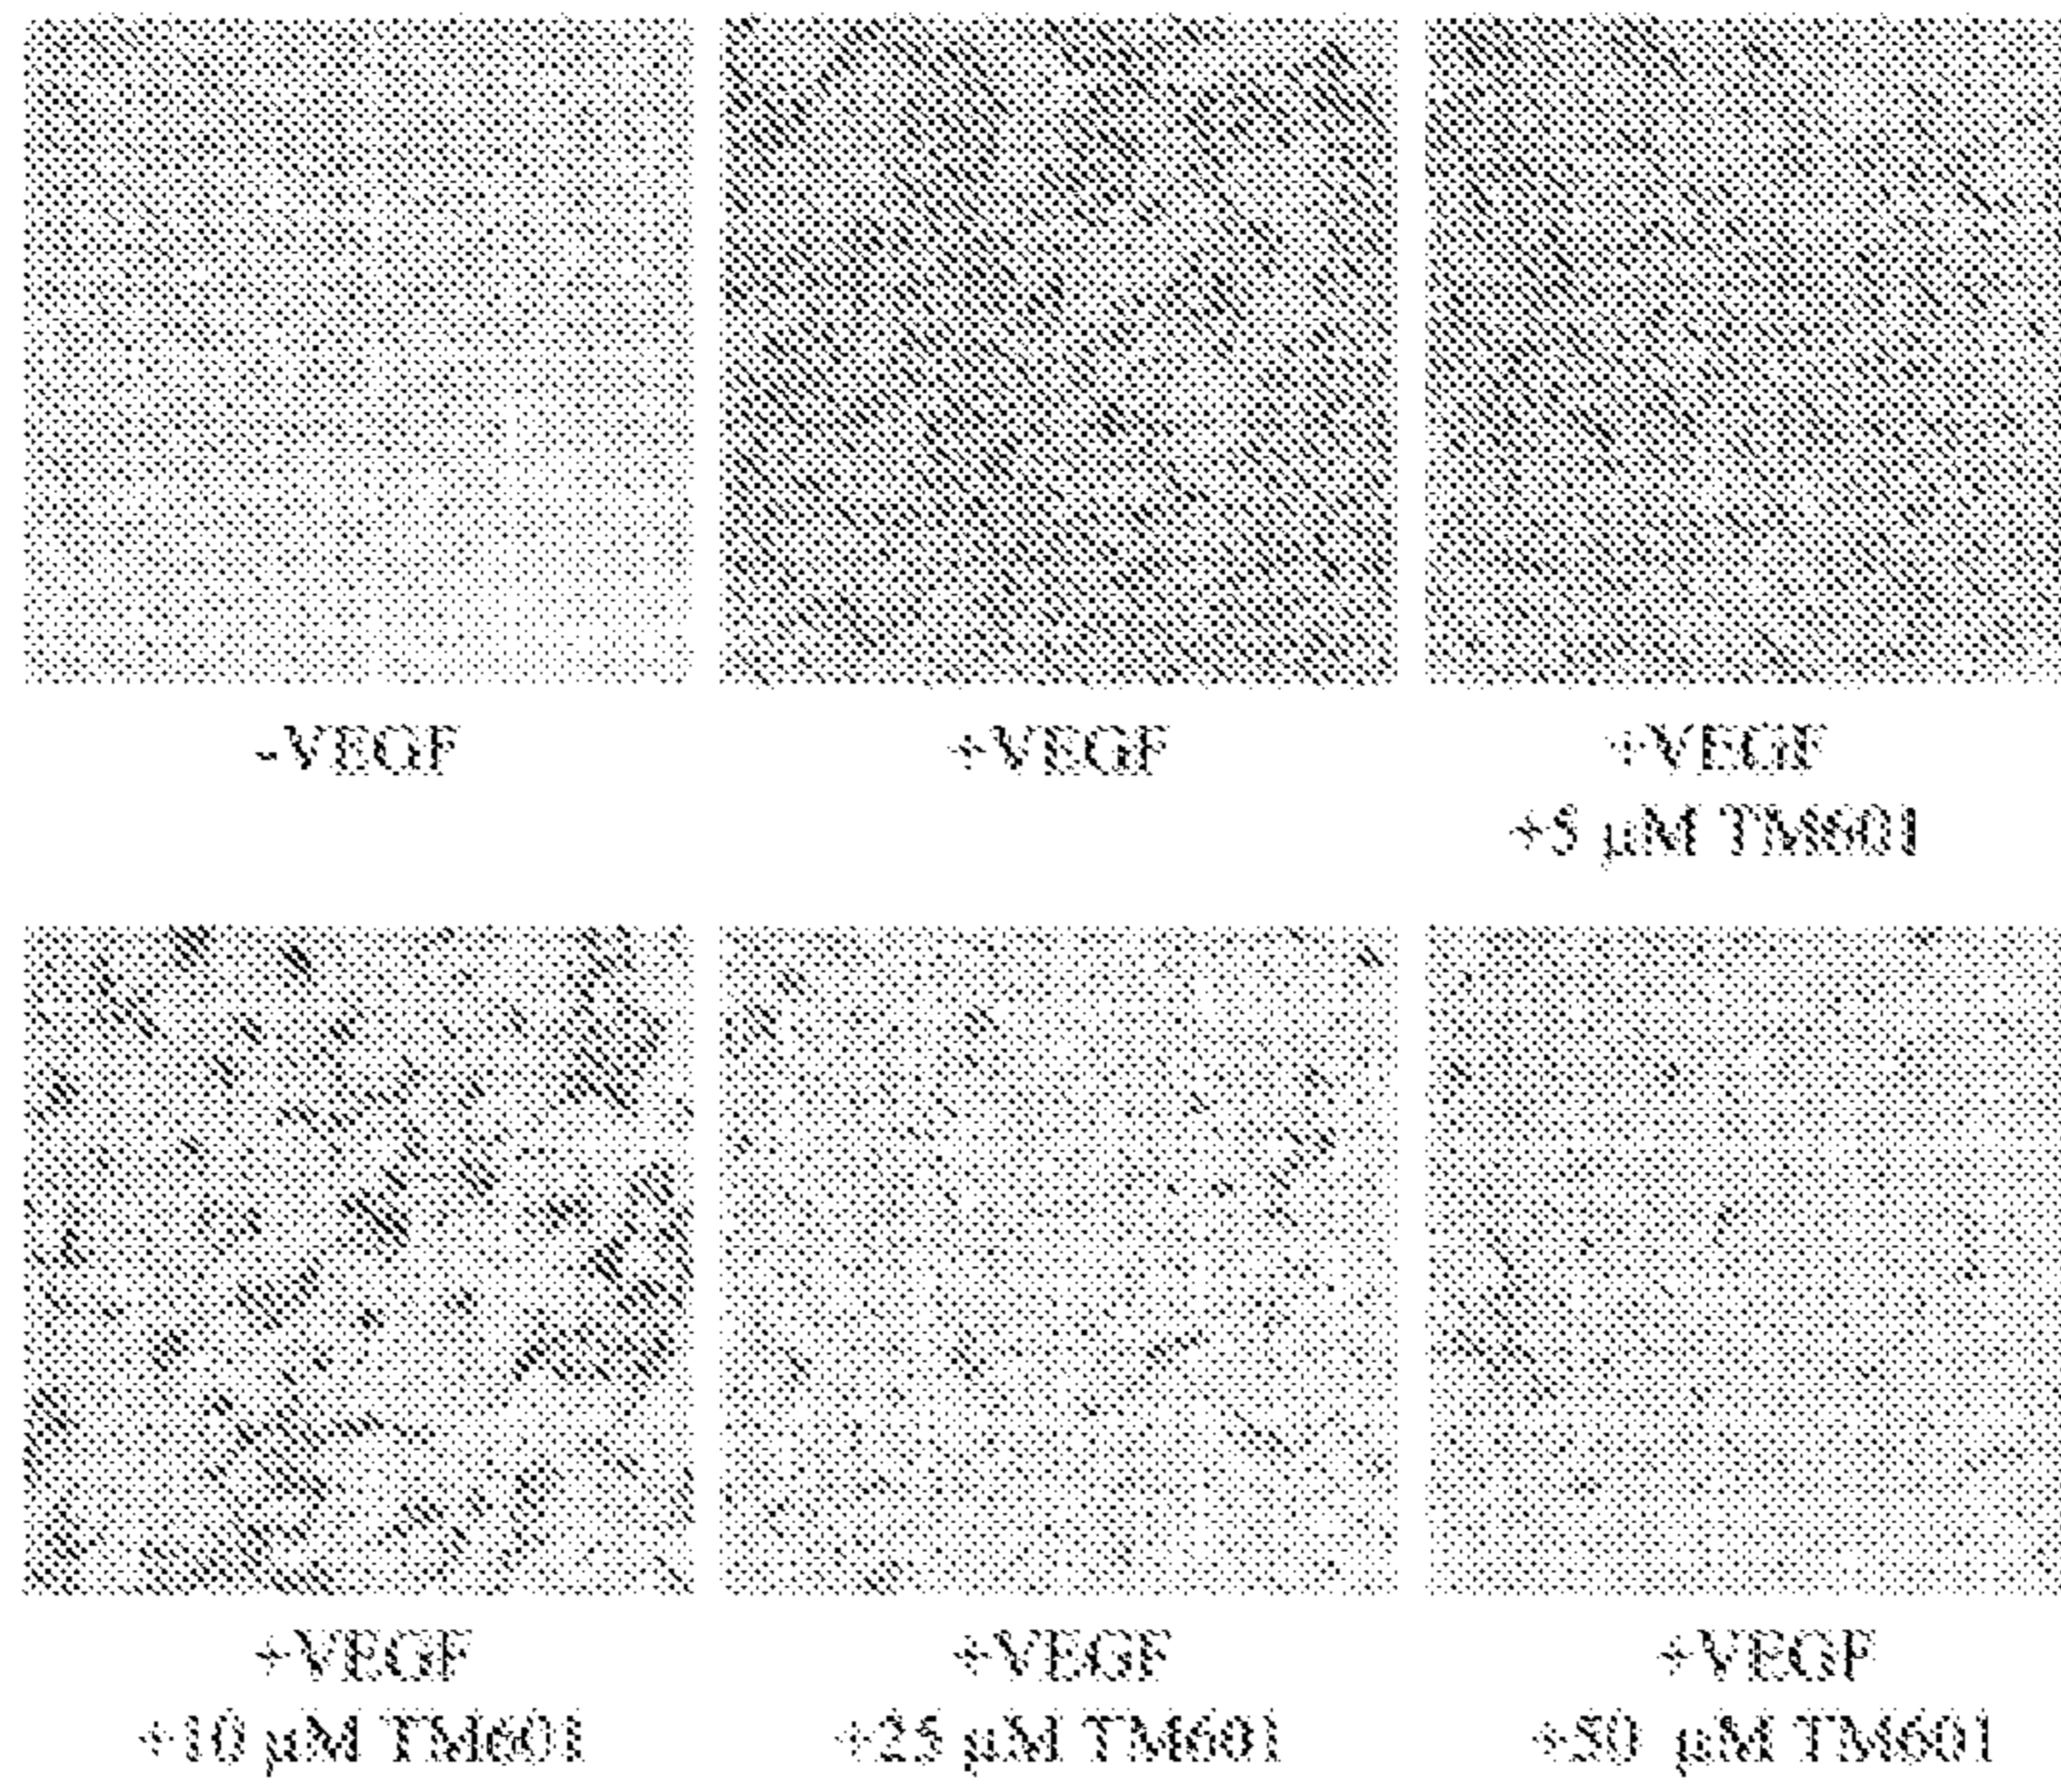 -VEGF
+VEGF
+VEGF
+5 µM TM601
+VEGF
+10 µM TM601
+VEGF
+25 µM TM601
+VEGF
+50 µM TM601